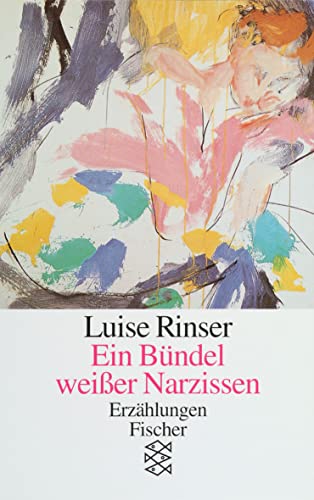 Luise Rinser
Ein Bündel
weißer Narzissen
Erzählungen
Fischer